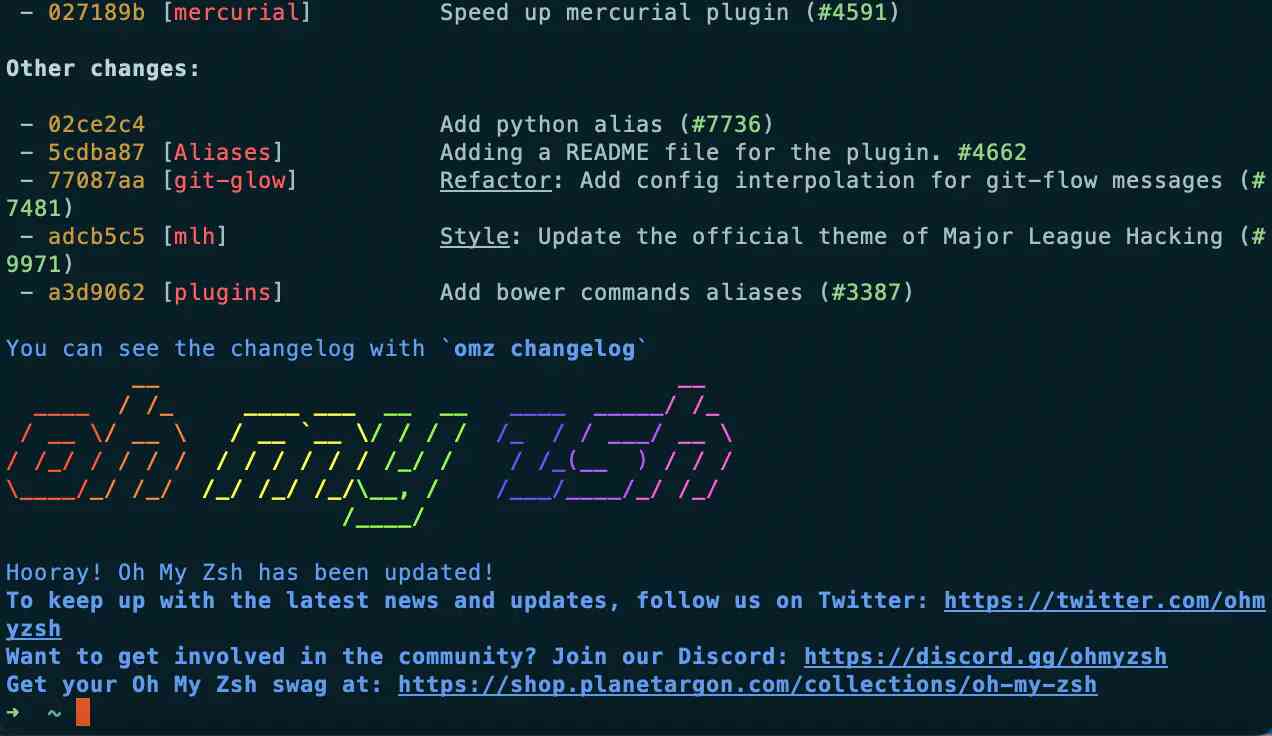 – 027189b [mercurial] Speed up mercurial plugin (#4591)
Other changes:
– 02ce2c4 Add python alias (#7736)
– 5cdba87 [Aliases] Adding a README file for the plugin. #4662
– 77087aa [git-glow] Refactor: Add config interpolation for git-flow messages (#
7481)
– adcb5c5 [mlh] Style: Update the official theme of Major League Hacking (#
9971)
– a3d9062 [plugins] Add bower commands aliases (#3387)
You can see the changelog with `omz changelog`
oh my zsh
Hooray! Oh My Zsh has been updated!
To keep up with the latest news and updates, follow us on Twitter: https://twitter.com/ohm
yzsh
Want to get involved in the community? Join our Discord: https://discord.gg/ohmyzsh
Get your Oh My Zsh swag at: https://shop.planetargon.com/collections/oh-my-zsh
➜ ~